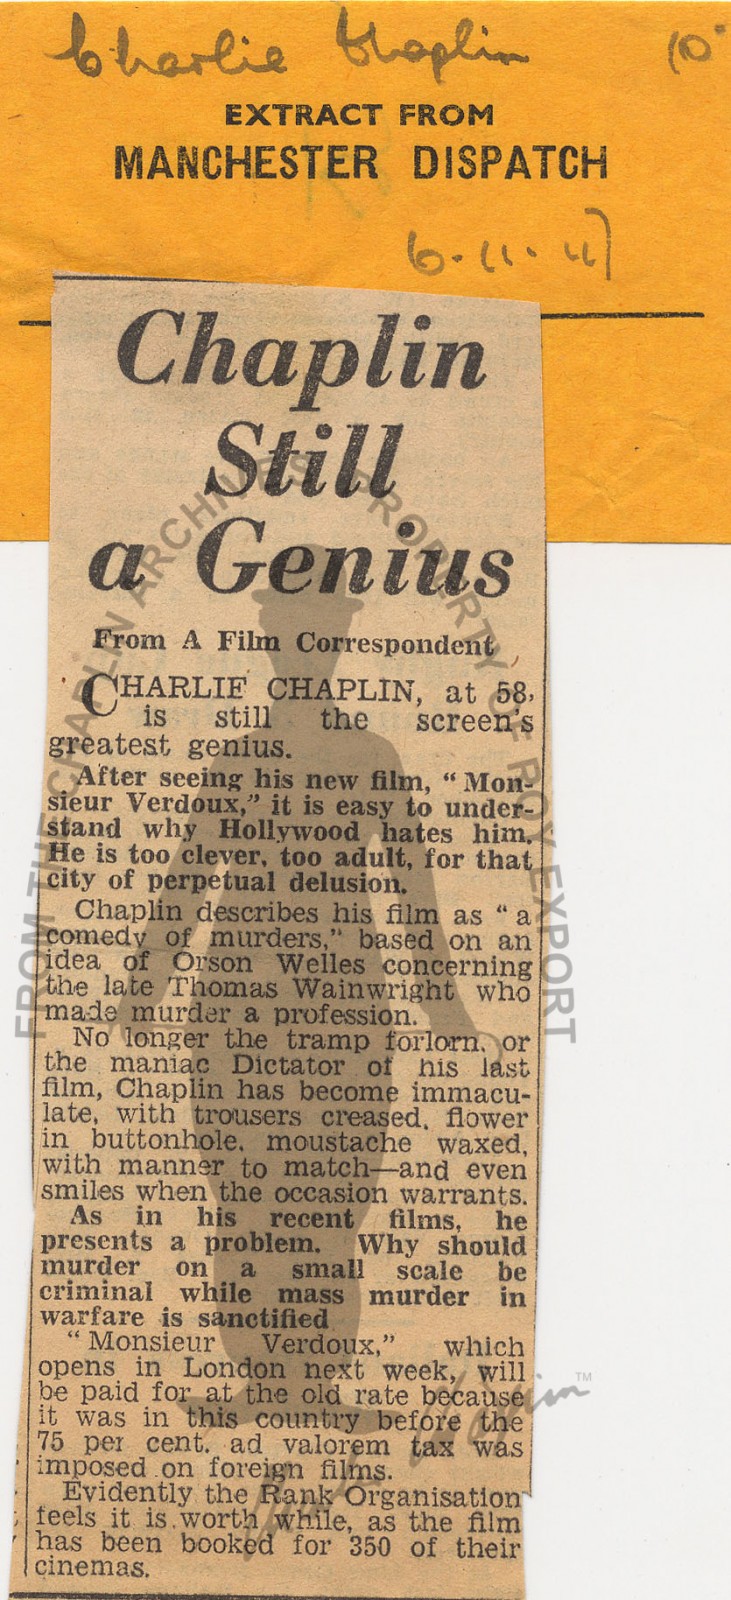 Charlie Chaplin 10
EXTRACT FROM
MANCHESTER DISPATCH
6.11.47
Chaplin
Still
a Genius
From A Film Correspondent
CHARLIE CHAPLIN, at 58,
is still the screen's
greatest genius.
After seeing his new film, "Mon-
sieur Verdoux," it is easy to under-
stand why Hollywood hates him.
He is too clever, too adult, for that
city of perpetual delusion.
Chaplin describes his film as "a
comedy of murders," based on an
idea of Orson Welles concerning
the late Thomas Wainwright who
made murder a profession.
No longer the tramp forlorn, or
the maniac Dictator of his last
film, Chaplin has become immacu-
late, with trousers creased, flower
in buttonhole, moustache waxed,
with manner to match—and even
smiles when the occasion warrants.
As in his recent films, he
presents a problem. Why should
murder on a small scale be
criminal while mass murder in
warfare is sanctified
"Monsieur Verdoux," which
opens in London next week, will
be paid for at the old rate because
it was in this country before the
75 per cent. ad valorem tax was
imposed on foreign films.
Evidently the Rank Organisation
feels it is worth while, as the film
has been booked for 350 of their
cinemas.
FROM THE CHAPLIN ARCHIVES PROPERTY OF ROY EXPORT
TM